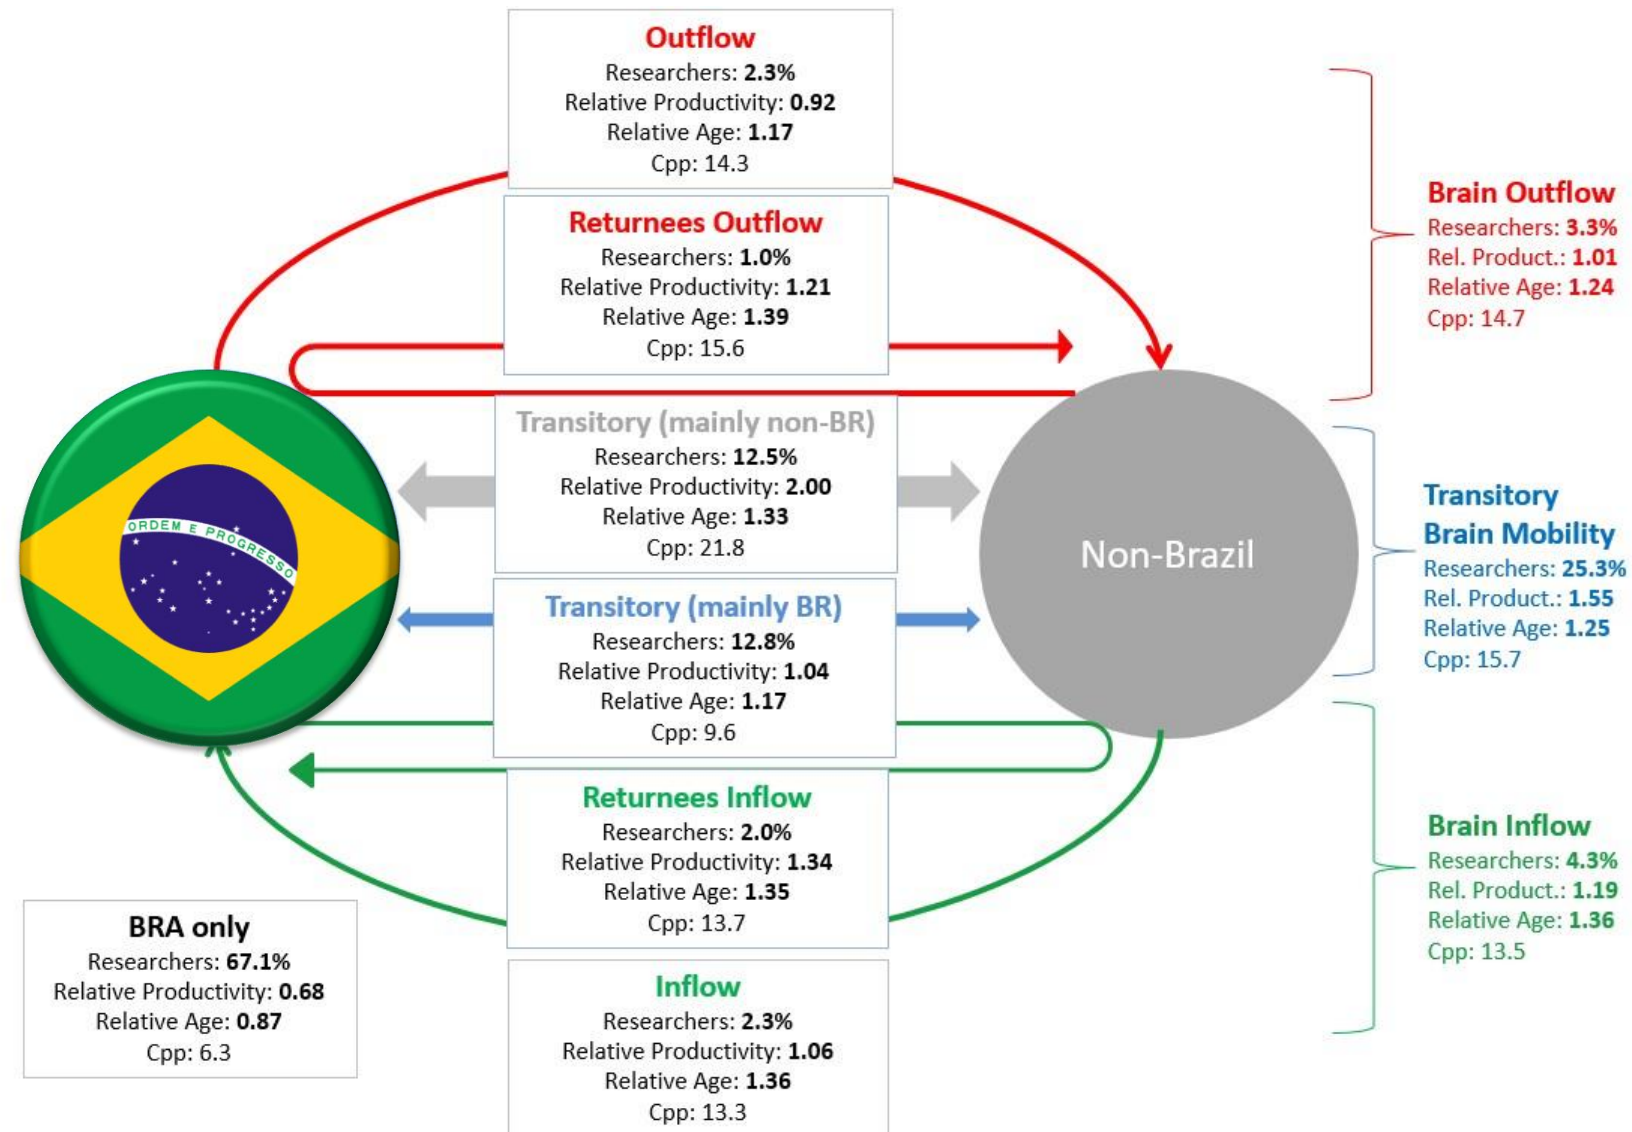 Outflow
Researchers: 2.3%
Relative Productivity: 0.92
Relative Age: 1.17
Cpp: 14.3
Returnees Outflow
Researchers: 1.0%
Relative Productivity: 1.21
Relative Age: 1.39
Cpp: 15.6
Transitory (mainly non-BR)
Researchers: 12.5%
Relative Productivity: 2.00
Relative Age: 1.33
Cpp: 21.8
Transitory (mainly BR)
Researchers: 12.8%
Relative Productivity: 1.04
Relative Age: 1.17
Cpp: 9.6
Returnees Inflow
Researchers: 2.0%
Relative Productivity: 1.34
Relative Age: 1.35
Cpp: 13.7
Inflow
Researchers: 2.3%
Relative Productivity: 1.06
Relative Age: 1.36
Cpp: 13.3
ORDEM E PROGRESSO
BRA only
Researchers: 67.1%
Relative Productivity: 0.68
Relative Age: 0.87
Cpp: 6.3
Non-Brazil
Brain Outflow
Researchers: 3.3%
Rel. Product.: 1.01
Relative Age: 1.24
Cpp: 14.7
Transitory
Brain Mobility
Researchers: 25.3%
Rel. Product.: 1.55
Relative Age: 1.25
Cpp: 15.7
Brain Inflow
Researchers: 4.3%
Rel. Product.: 1.19
Relative Age: 1.36
Cpp: 13.5